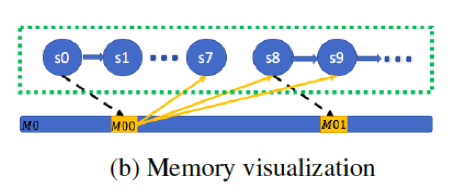 s0 s1 s7 s8 s9
M0 M00 M01
(b) Memory visualization